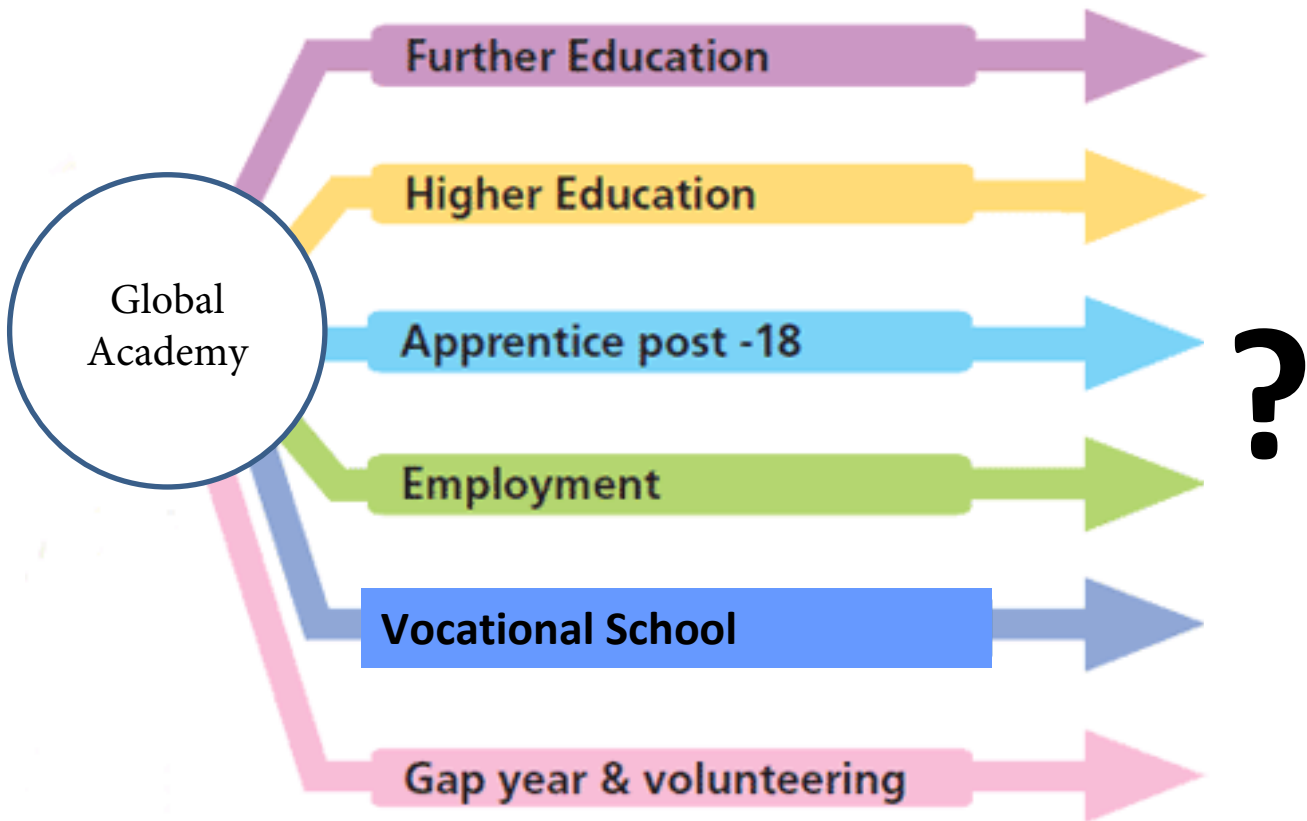 Further Education
Higher Education
Global
Academy
Apprentice post -18
?
Employment
Vocational School
Gap year & volunteering